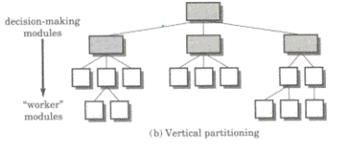 decision-making
modules
"worker"
modules
(b) Vertical partitioning